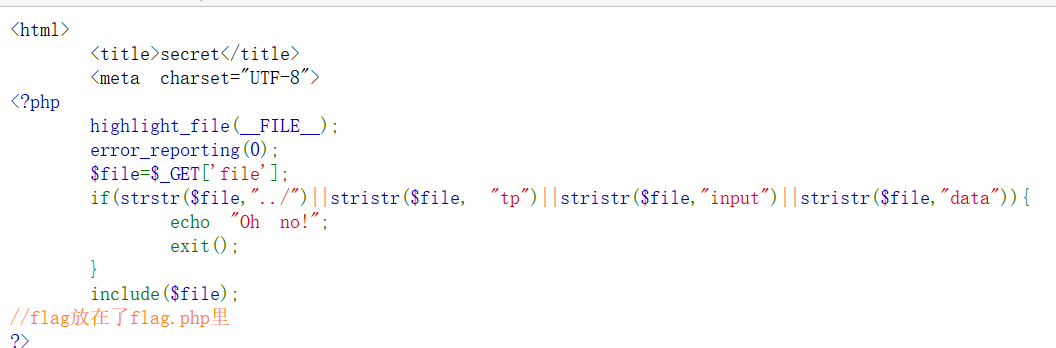 <html>
<title>secret</title>
<meta charset="UTF-8">
<?php
highlight_file(__FILE__);
error_reporting(0);
$file=$_GET['file'];
if(strstr($file,"../")||stristr($file, "tp")||stristr($file,"input")||stristr($file,"data")){
echo "Oh no!";
exit();
}
include($file);
//flag放在了flag.php里
?>